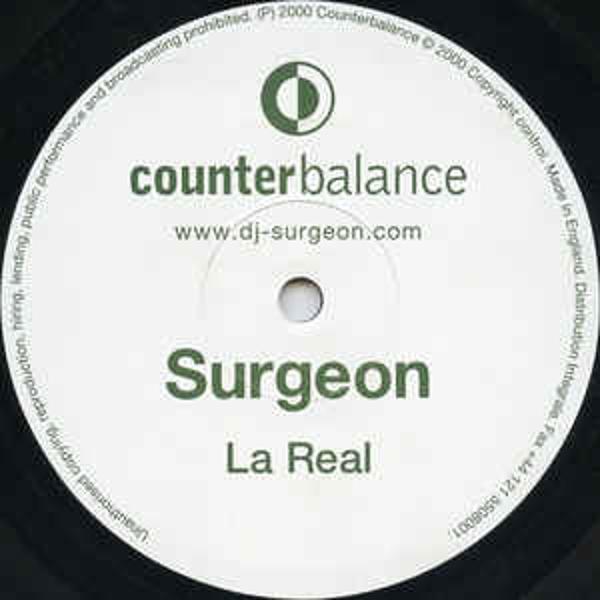 Unauthorised copying, reproduction, hiring, lending, public performance and broadcasting prohibited. (P) 2000 Counterbalance © 2000 Copyright control. Made in England. Distribution Integrale. Fax +44 121 5508001
counterbalance
www.dj-surgeon.com
Surgeon
La Real